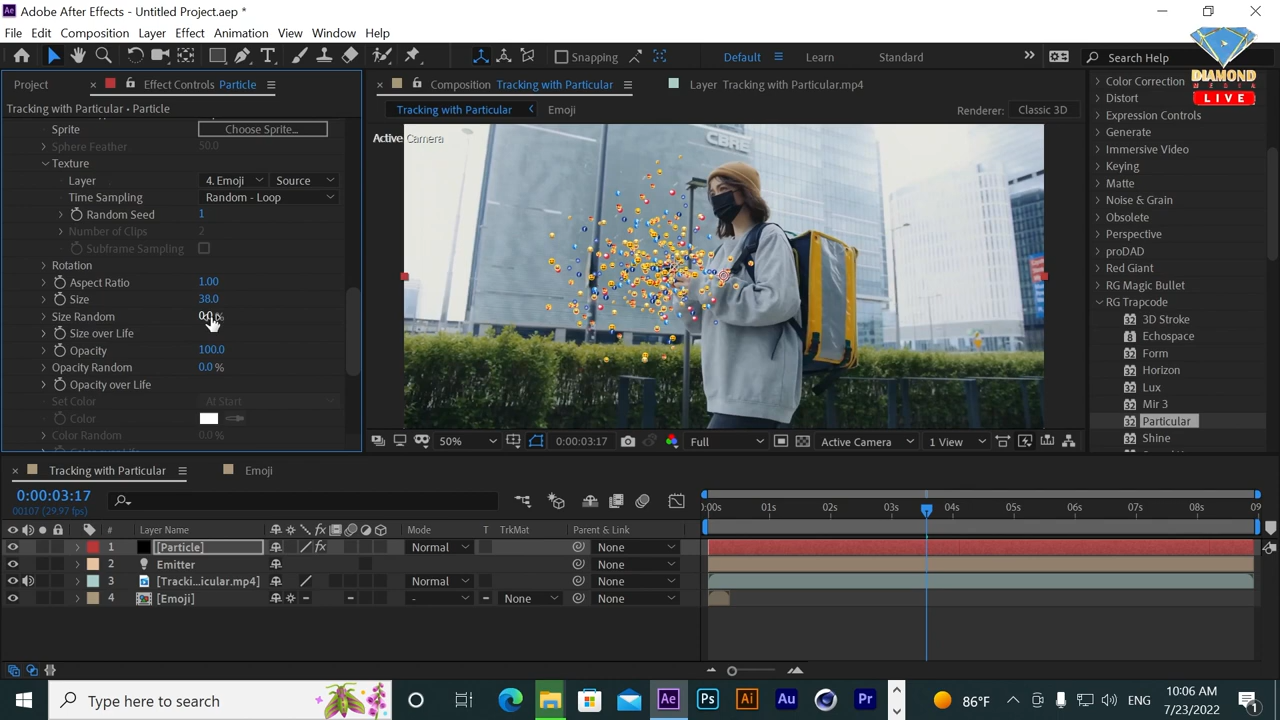 Adobe After Effects - Untitled Project.aep *
File Edit Composition Layer Effect Animation View Window Help
Snapping Default Learn Standard Search Help
DIAMOND
MEDIA
LIVE
Project Effect Controls Particle
Composition Tracking with Particular
Layer Tracking with Particular.mp4
Tracking with Particular • Particle
Tracking with Particular Emoji
Renderer: Classic 3D
Active Camera
CBRE
Sprite Choose Sprite...
Sphere Feather 50.0
Texture
Layer 4. Emoji Source
Time Sampling Random - Loop
Random Seed 1
Number of Clips 2
Subframe Sampling
Rotation
Aspect Ratio 1.00
Size 38.0
Size Random 0.0 %
Size over Life
Opacity 100.0
Opacity Random 0.0 %
Opacity over Life
Set Color At Start
Color
Color Random 0.0 %
Color Correction
Distort
Expression Controls
Generate
Immersive Video
Keying
Matte
Noise & Grain
Obsolete
Perspective
proDAD
Red Giant
RG Magic Bullet
RG Trapcode
3D Stroke
Echospace
Form
Horizon
Lux
Mir 3
Particular
Shine
50% 0:00:03:17 Full Active Camera 1 View
Tracking with Particular Emoji
0:00:03:17
00107 (29.97 fps)
# Layer Name Mode T TrkMat Parent & Link
1 [Particle] Normal None
2 Emitter None
3 [Tracki...icular.mp4] Normal None
4 [Emoji] - None None
0:00s 01s 02s 03s 04s 05s 06s 07s 08s 09
Type here to search
86°F ENG
10:06 AM
7/23/2022
1